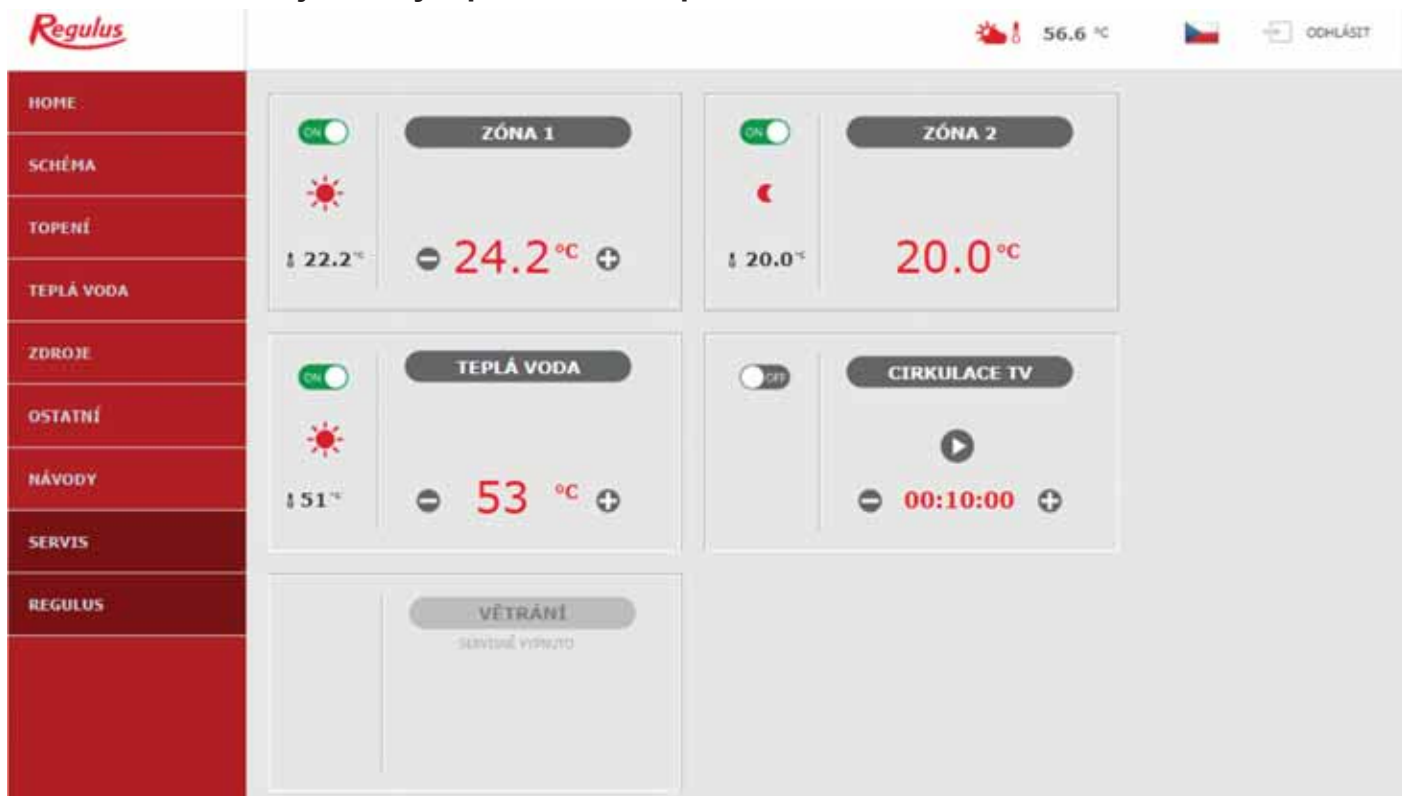 Regulus
56.6 °C
ODHLÁSIT
HOME
SCHÉMA
TOPENÍ
TEPLÁ VODA
ZDROJE
OSTATNÍ
NÁVODY
SERVIS
REGULUS
ON
ZÓNA 1
22.2°C
24.2°C
ON
ZÓNA 2
20.0°C
20.0°C
ON
TEPLÁ VODA
51°C
53 °C
OFF
CIRKULACE TV
00:10:00
VĚTRÁNÍ
SERVISNĚ VYPNUTO